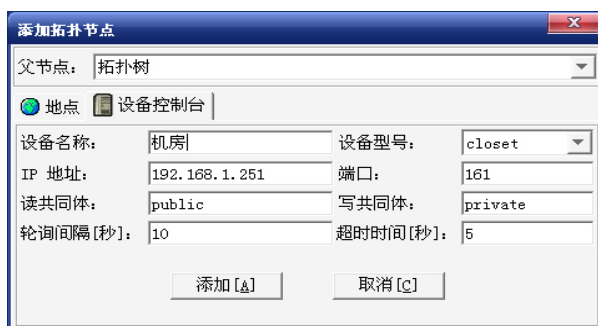 添加拓扑节点
父节点: 拓扑树
地点 设备控制台
设备名称: 机房 设备型号: closet
IP 地址: 192.168.1.251 端口: 161
读共同体: public 写共同体: private
轮询间隔[秒]: 10 超时时间[秒]: 5
添加[A] 取消[C]